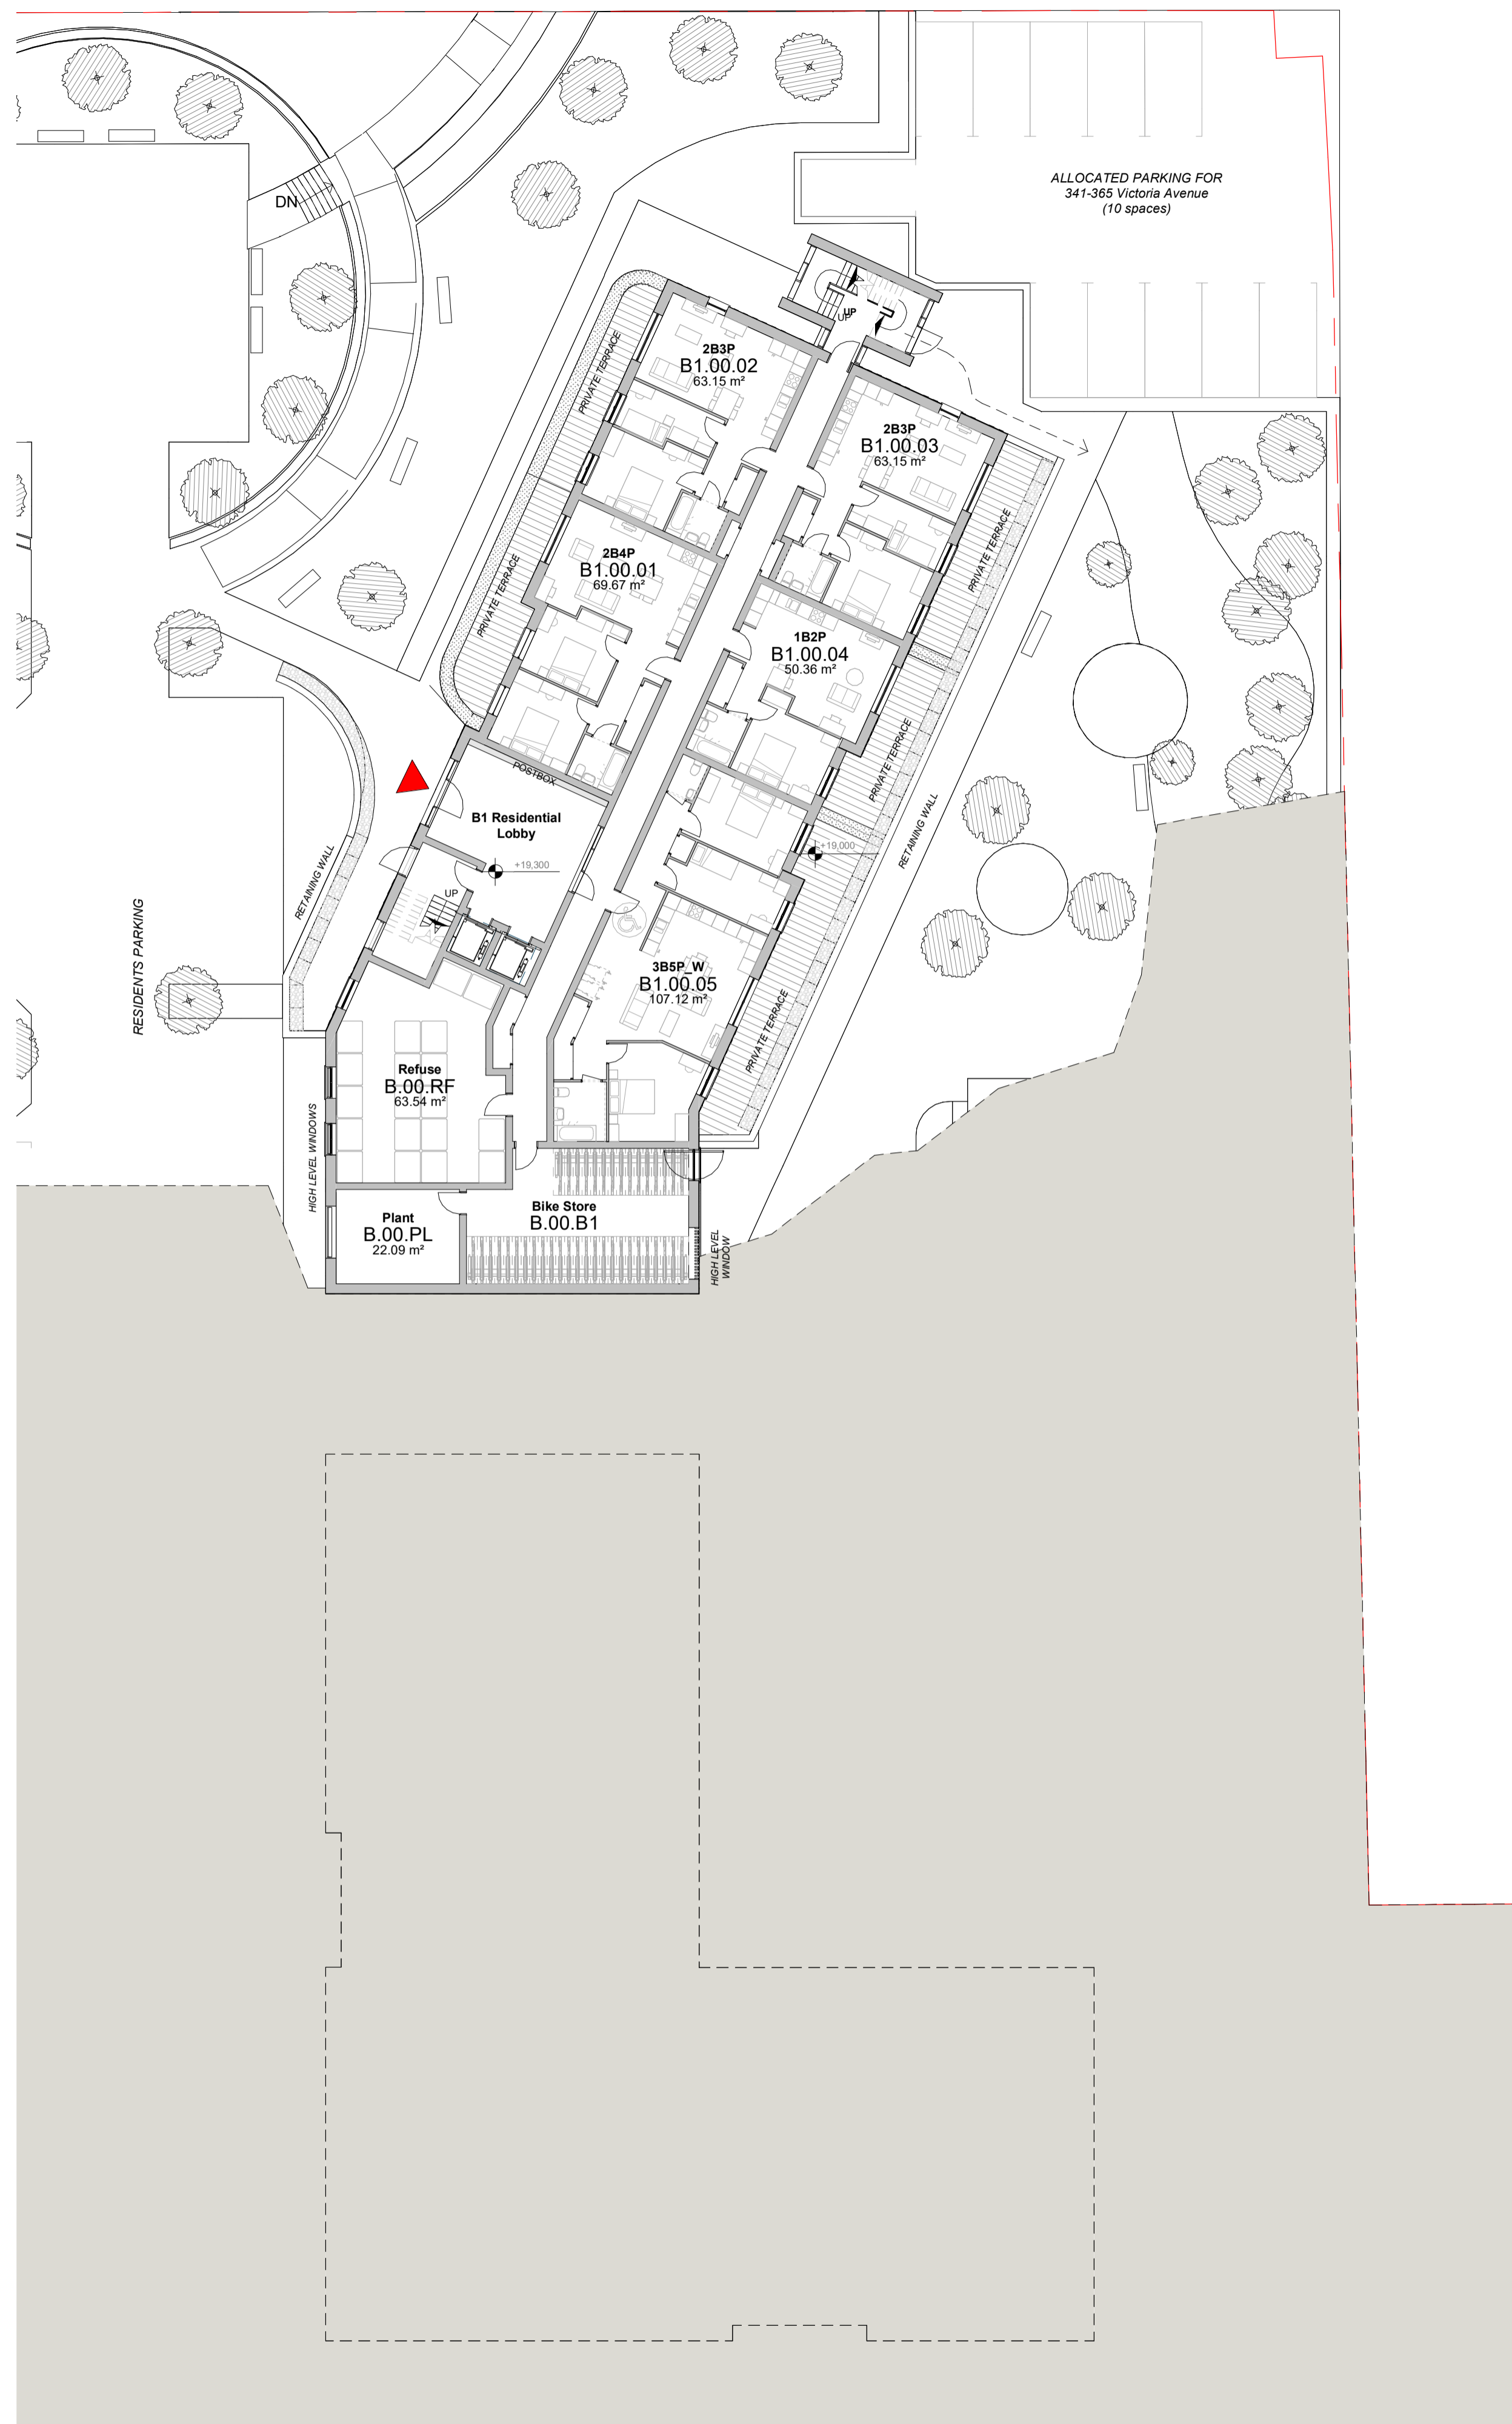 ALLOCATED PARKING FOR
341-365 Victoria Avenue
(10 spaces)
DN
UP
UP
2B3P
B1.00.02
63.15 m²
PRIVATE TERRACE
2B3P
B1.00.03
63.15 m²
PRIVATE TERRACE
2B4P
B1.00.01
69.67 m²
PRIVATE TERRACE
1B2P
B1.00.04
50.36 m²
PRIVATE TERRACE
POSTBOX
B1 Residential
Lobby
+19,300
+19,000
RETAINING WALL
RETAINING WALL
UP
RESIDENTS PARKING
3B5P_W
B1.00.05
107.12 m²
PRIVATE TERRACE
Refuse
B.00.RF
63.54 m²
HIGH LEVEL WINDOWS
Bike Store
B.00.B1
Plant
B.00.PL
22.09 m²
HIGH LEVEL
WINDOW